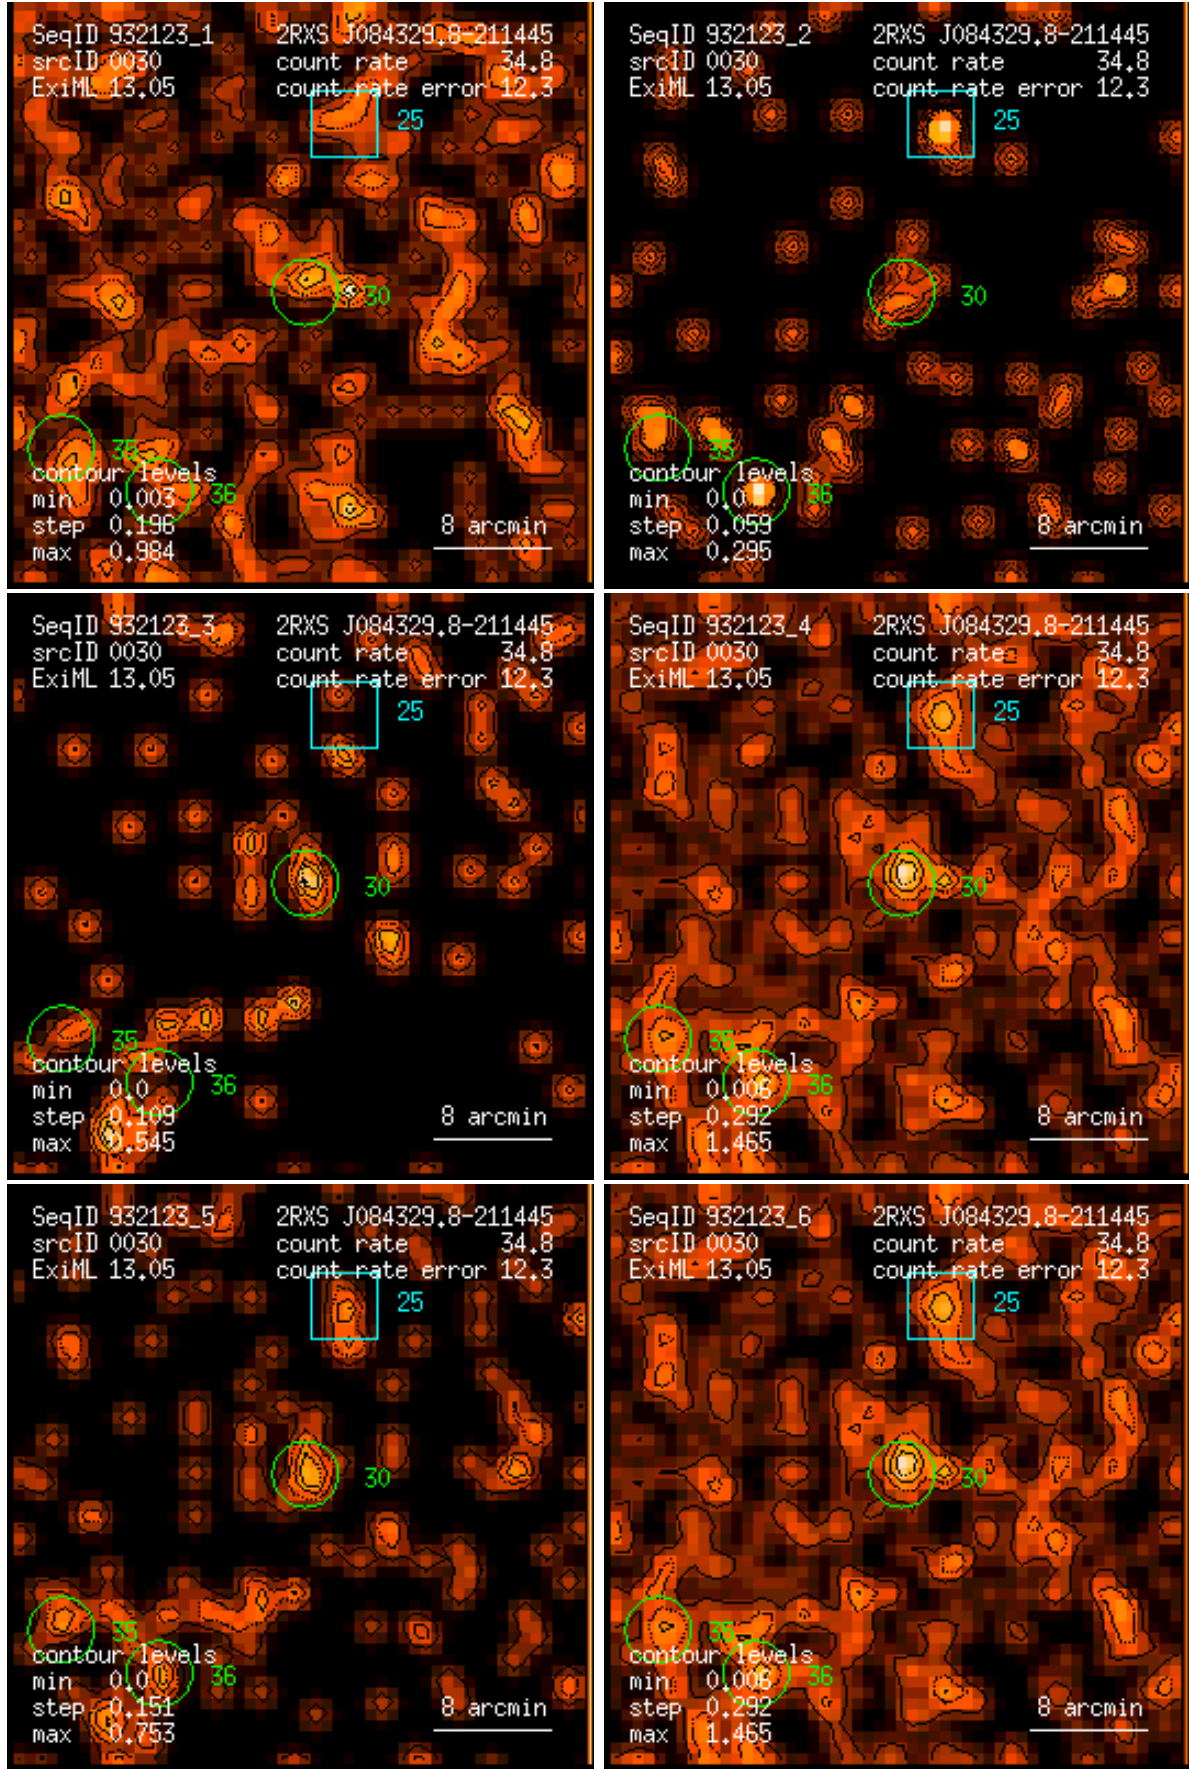 SeqID 932123_1 2RXS J084329.8-211445
srcID 0030 count rate 34.8
ExiML 13.05 count rate error 12.3
25
30
35
contour levels
min 0.003 36
step 0.196 8 arcmin
max 0.984
SeqID 932123_2 2RXS J084329.8-211445
srcID 0030 count rate 34.8
ExiML 13.05 count rate error 12.3
25
30
35
contour levels
min 0.0 36
step 0.059 8 arcmin
max 0.295
SeqID 932123_3 2RXS J084329.8-211445
srcID 0030 count rate 34.8
ExiML 13.05 count rate error 12.3
25
30
35
contour levels
min 0.0 36
step 0.109 8 arcmin
max 0.545
SeqID 932123_4 2RXS J084329.8-211445
srcID 0030 count rate 34.8
ExiML 13.05 count rate error 12.3
25
30
35
contour levels
min 0.006 36
step 0.292 8 arcmin
max 1.465
SeqID 932123_5 2RXS J084329.8-211445
srcID 0030 count rate 34.8
ExiML 13.05 count rate error 12.3
25
30
35
contour levels
min 0.0 36
step 0.151 8 arcmin
max 0.753
SeqID 932123_6 2RXS J084329.8-211445
srcID 0030 count rate 34.8
ExiML 13.05 count rate error 12.3
25
30
35
contour levels
min 0.006 36
step 0.292 8 arcmin
max 1.465